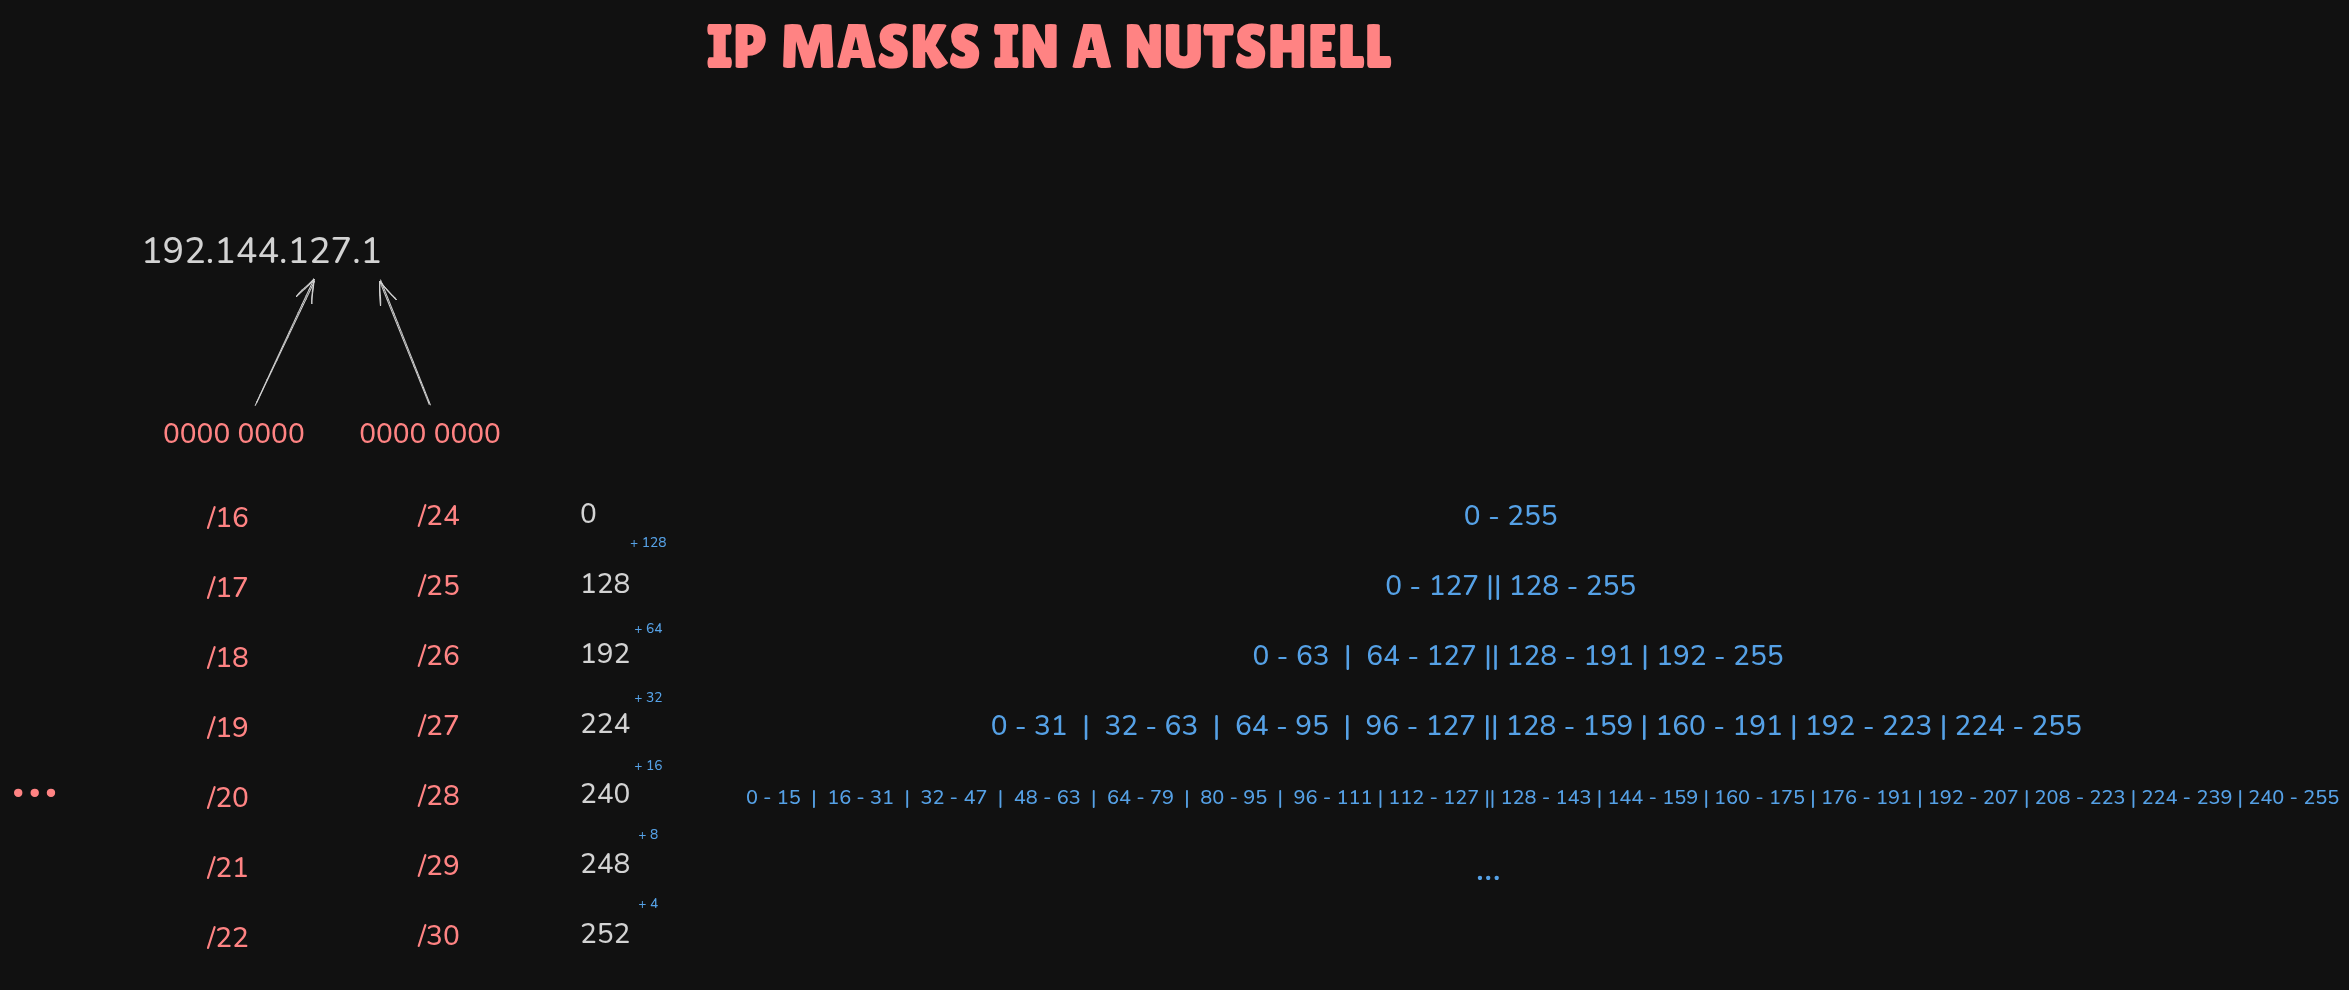 IP MASKS IN A NUTSHELL
192.144.127.1
0000 0000 0000 0000
/16 /24 0 0 - 255
+ 128
/17 /25 128 0 - 127 || 128 - 255
+ 64
/18 /26 192 0 - 63 | 64 - 127 || 128 - 191 | 192 - 255
+ 32
/19 /27 224 0 - 31 | 32 - 63 | 64 - 95 | 96 - 127 || 128 - 159 | 160 - 191 | 192 - 223 | 224 - 255
+ 16
... /20 /28 240 0 - 15 | 16 - 31 | 32 - 47 | 48 - 63 | 64 - 79 | 80 - 95 | 96 - 111 | 112 - 127 || 128 - 143 | 144 - 159 | 160 - 175 | 176 - 191 | 192 - 207 | 208 - 223 | 224 - 239 | 240 - 255
+ 8
/21 /29 248 ...
+ 4
/22 /30 252